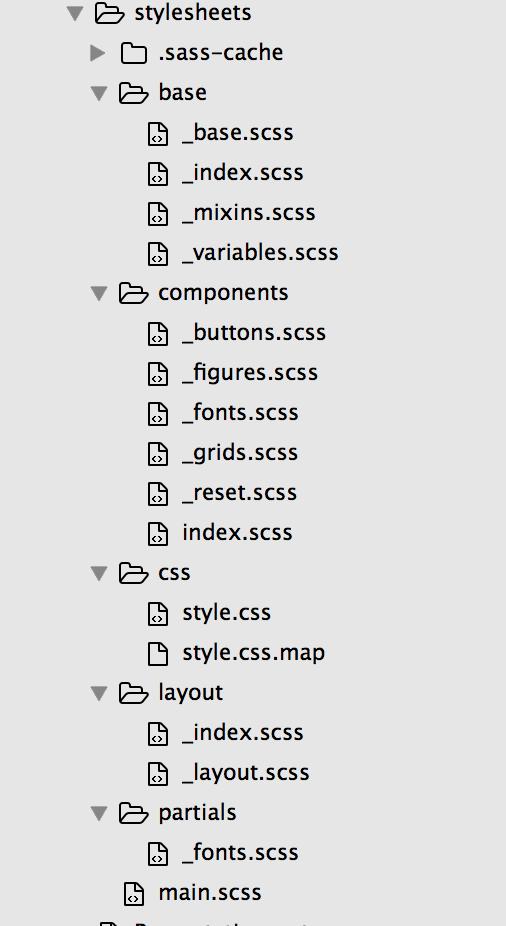 stylesheets
.sass-cache
base
_base.scss
_index.scss
_mixins.scss
_variables.scss
components
_buttons.scss
_figures.scss
_fonts.scss
_grids.scss
_reset.scss
index.scss
css
style.css
style.css.map
layout
_index.scss
_layout.scss
partials
_fonts.scss
main.scss